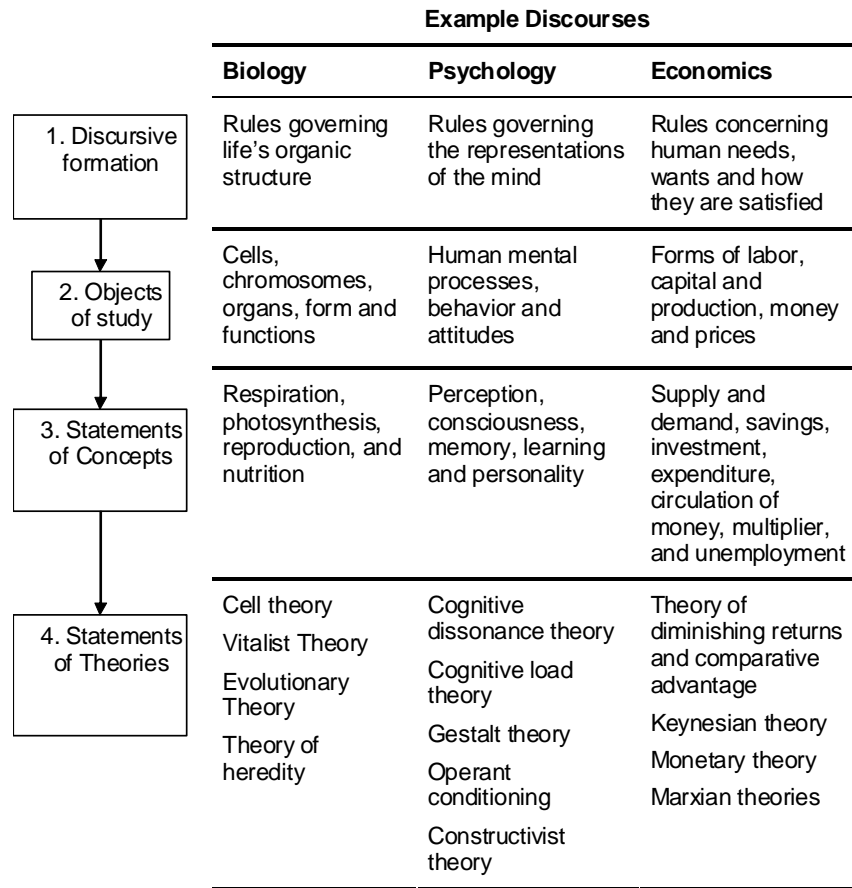 Example Discourses
Biology
Psychology
Economics
1. Discursive
formation
Rules governing
life's organic
structure
Rules governing
the representations
of the mind
Rules concerning
human needs,
wants and how
they are satisfied
2. Objects
of study
Cells,
chromosomes,
organs, form and
functions
Human mental
processes,
behavior and
attitudes
Forms of labor,
capital and
production, money
and prices
3. Statements
of Concepts
Respiration,
photosynthesis,
reproduction, and
nutrition
Perception,
consciousness,
memory, learning
and personality
Supply and
demand, savings,
investment,
expenditure,
circulation of
money, multiplier,
and unemployment
4. Statements
of Theories
Cell theory
Vitalist Theory
Evolutionary
Theory
Theory of
heredity
Cognitive
dissonance theory
Cognitive load
theory
Gestalt theory
Operant
conditioning
Constructivist
theory
Theory of
diminishing returns
and comparative
advantage
Keynesian theory
Monetary theory
Marxian theories